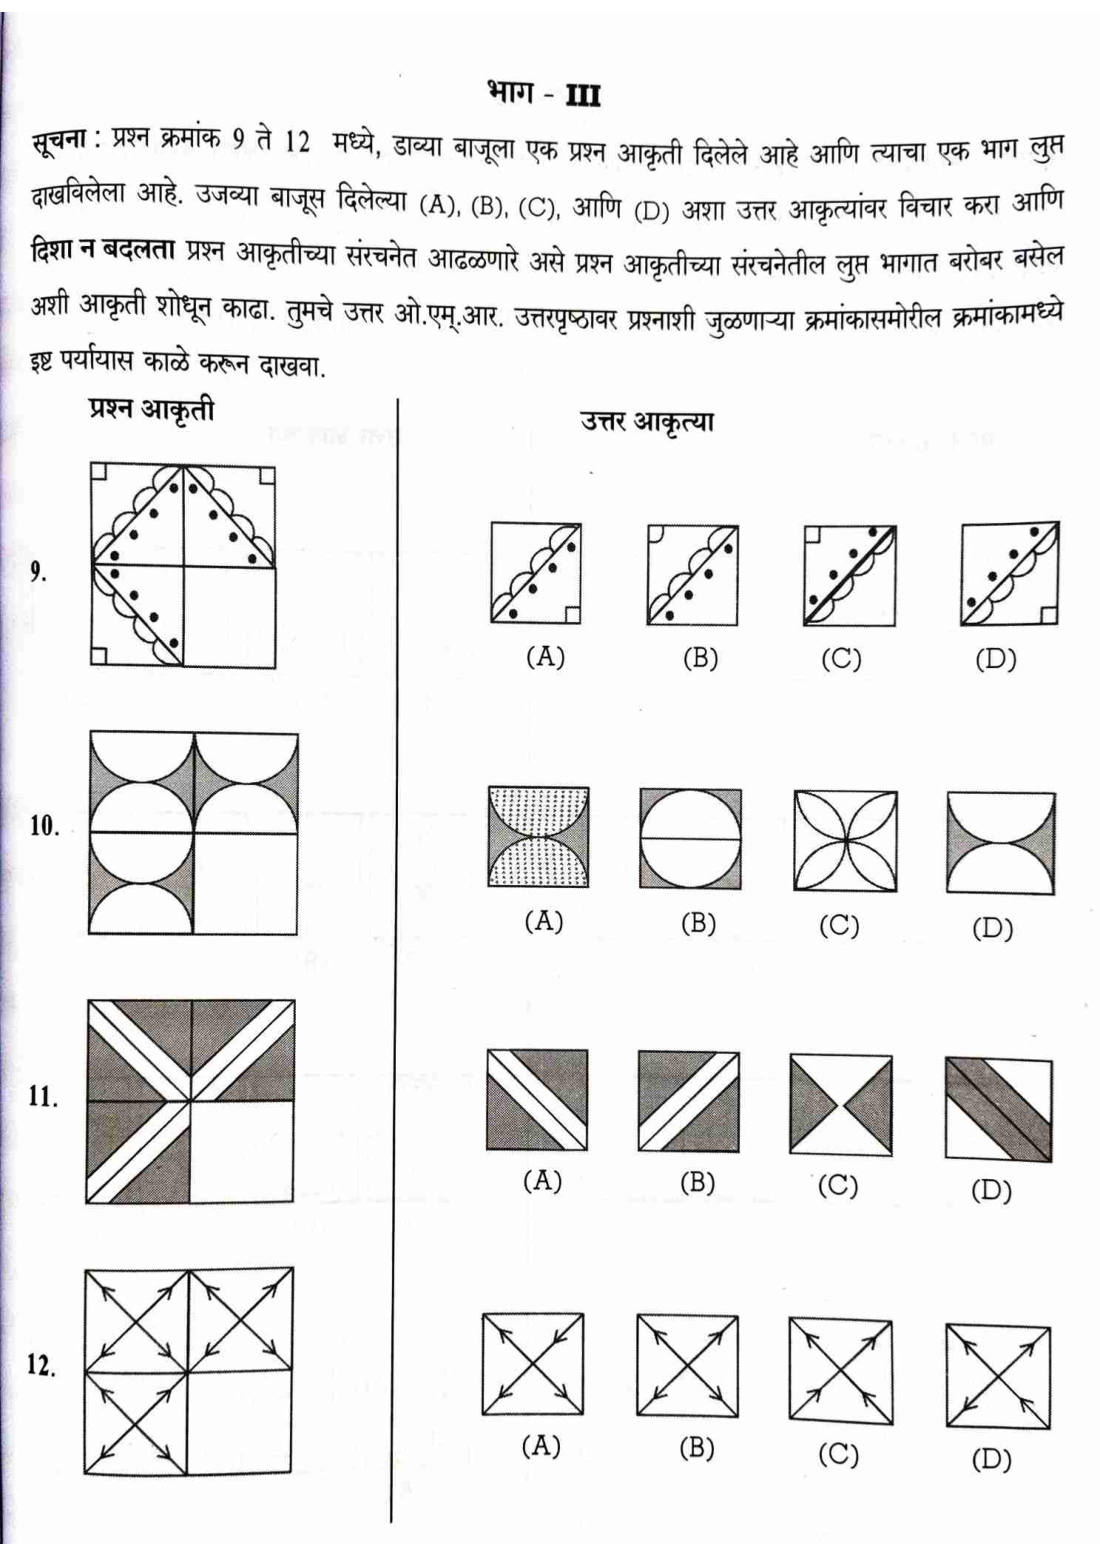 भाग - III
सूचना : प्रश्न क्रमांक 9 ते 12 मध्ये, डाव्या बाजूला एक प्रश्न आकृती दिलेले आहे आणि त्याचा एक भाग लुप्त
दाखविलेला आहे. उजव्या बाजूस दिलेल्या (A), (B), (C), आणि (D) अशा उत्तर आकृत्यांवर विचार करा आणि
दिशा न बदलता प्रश्न आकृतीच्या संरचनेत आढळणारे असे प्रश्न आकृतीच्या संरचनेतील लुप्त भागात बरोबर बसेल
अशी आकृती शोधून काढा. तुमचे उत्तर ओ.एम्.आर. उत्तरपृष्ठावर प्रश्नाशी जुळणाऱ्या क्रमांकासमोरील क्रमांकामध्ये
इष्ट पर्यायास काळे करून दाखवा.
प्रश्न आकृती
उत्तर आकृत्या
9.
(A) (B) (C) (D)
10.
(A) (B) (C) (D)
11.
(A) (B) (C) (D)
12.
(A) (B) (C) (D)